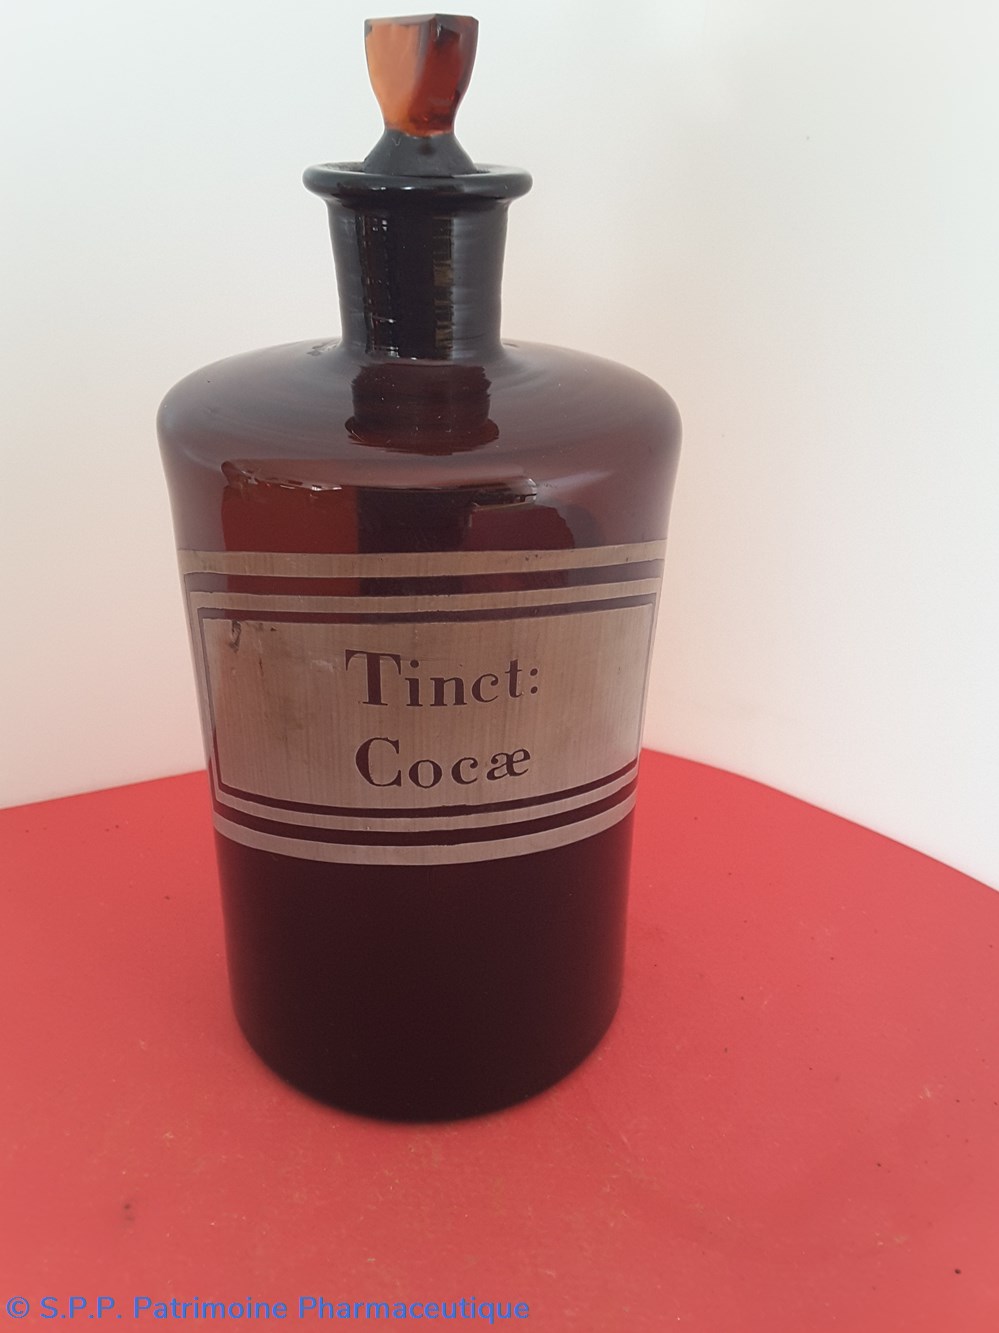 Tinct:
Cocæ
© S.P.P. Patrimoine Pharmaceutique